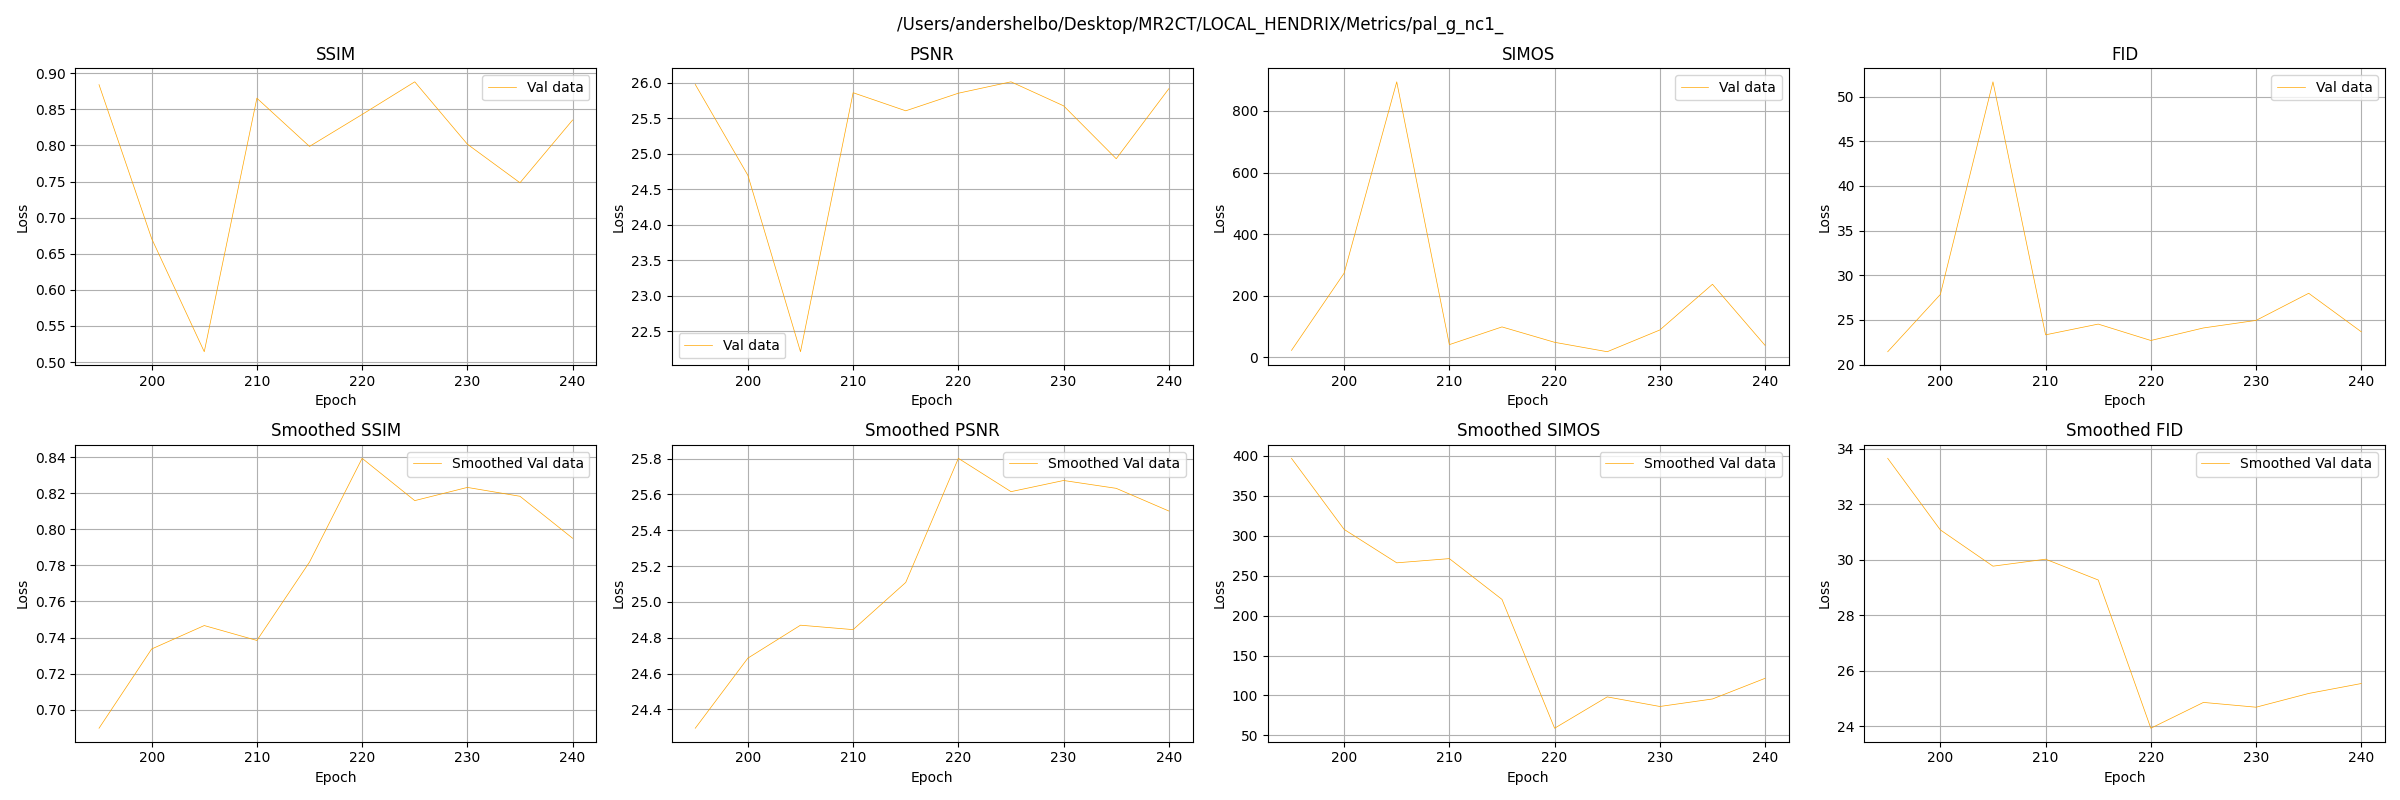 /Users/andershelbo/Desktop/MR2CT/LOCAL_HENDRIX/Metrics/pal_g_nc1_
SSIM
0.90
0.85
0.80
0.75
0.70
0.65
0.60
0.55
0.50
Loss
Val data
200 210 220 230 240
Epoch
PSNR
26.0
25.5
25.0
24.5
24.0
23.5
23.0
22.5
Loss
Val data
200 210 220 230 240
Epoch
SIMOS
800
600
400
200
0
Loss
Val data
200 210 220 230 240
Epoch
FID
50
45
40
35
30
25
20
Loss
Val data
200 210 220 230 240
Epoch
Smoothed SSIM
0.84
0.82
0.80
0.78
0.76
0.74
0.72
0.70
Loss
Smoothed Val data
200 210 220 230 240
Epoch
Smoothed PSNR
25.8
25.6
25.4
25.2
25.0
24.8
24.6
24.4
Loss
Smoothed Val data
200 210 220 230 240
Epoch
Smoothed SIMOS
400
350
300
250
200
150
100
50
Loss
Smoothed Val data
200 210 220 230 240
Epoch
Smoothed FID
34
32
30
28
26
24
Loss
Smoothed Val data
200 210 220 230 240
Epoch